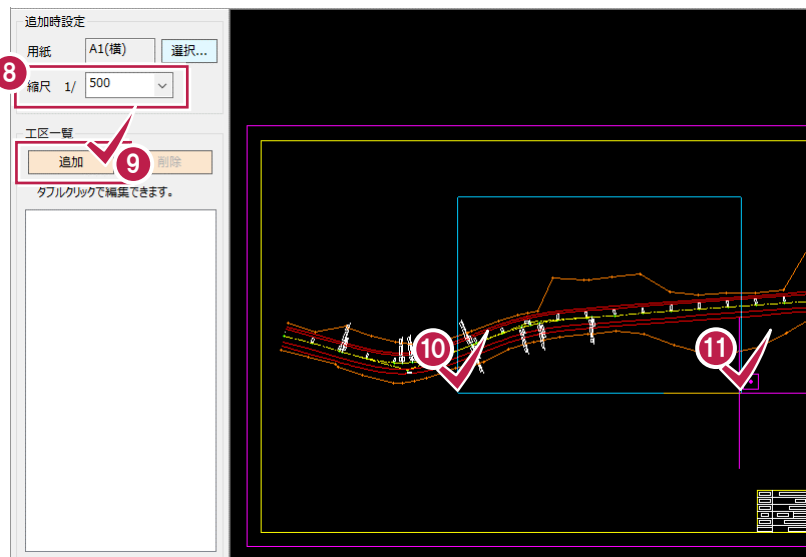 追加時設定
用紙 A1(横) 選択...
8
縮尺 1/ 500
工区一覧
追加 9 削除
ダブルクリックで編集できます。
10 11